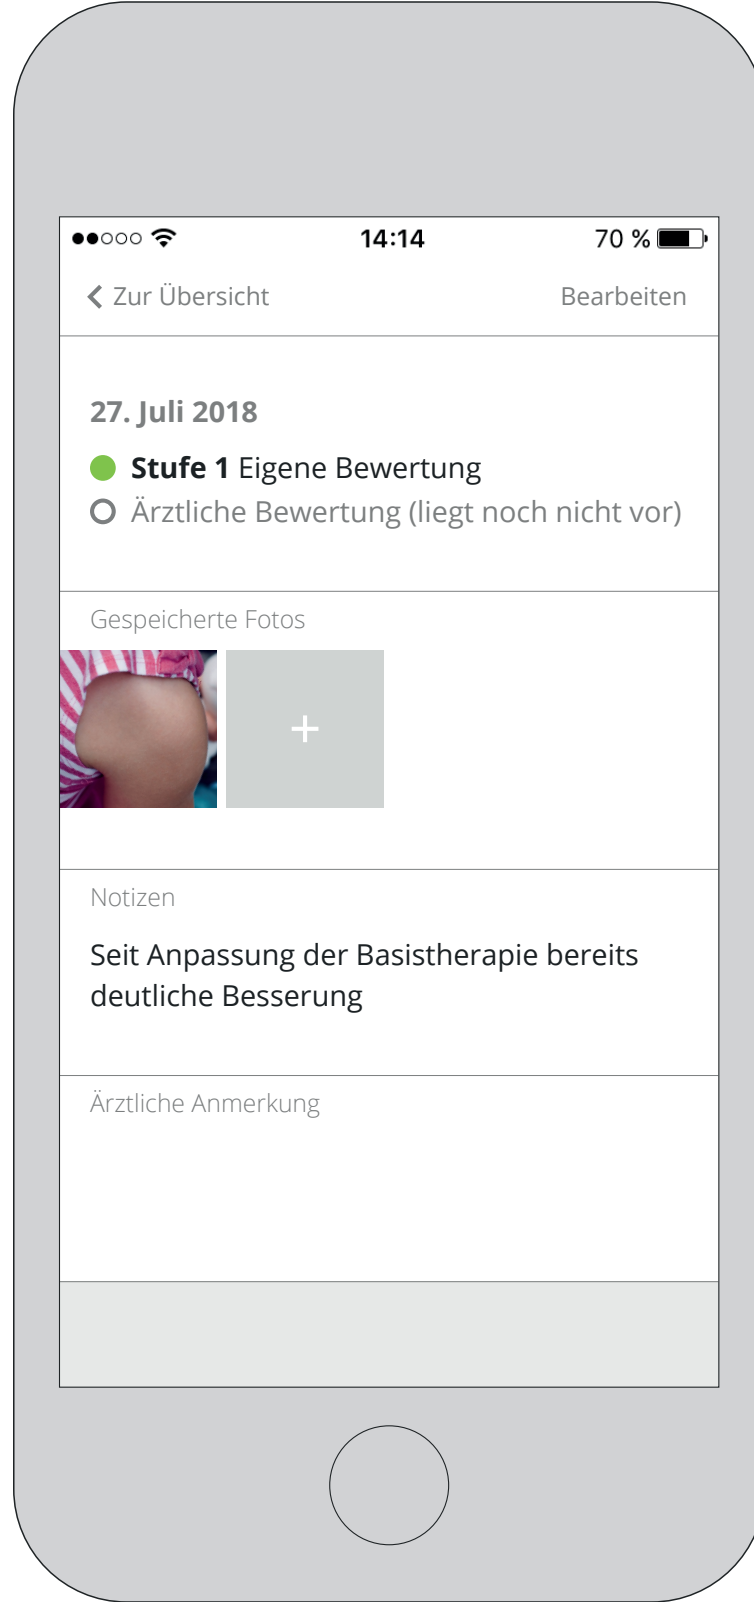 14:14 70 %
Zur Übersicht Bearbeiten
27. Juli 2018
Stufe 1 Eigene Bewertung
Ärztliche Bewertung (liegt noch nicht vor)
Gespeicherte Fotos
+
Notizen
Seit Anpassung der Basistherapie bereits
deutliche Besserung
Ärztliche Anmerkung